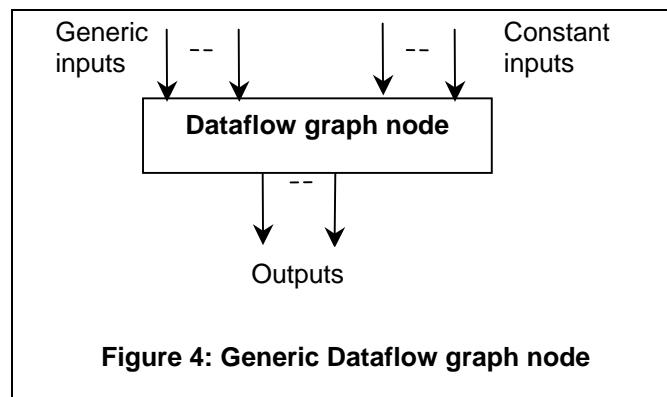 Generic
inputs
--
--
Constant
inputs
Dataflow graph node
--
Outputs
Figure 4: Generic Dataflow graph node